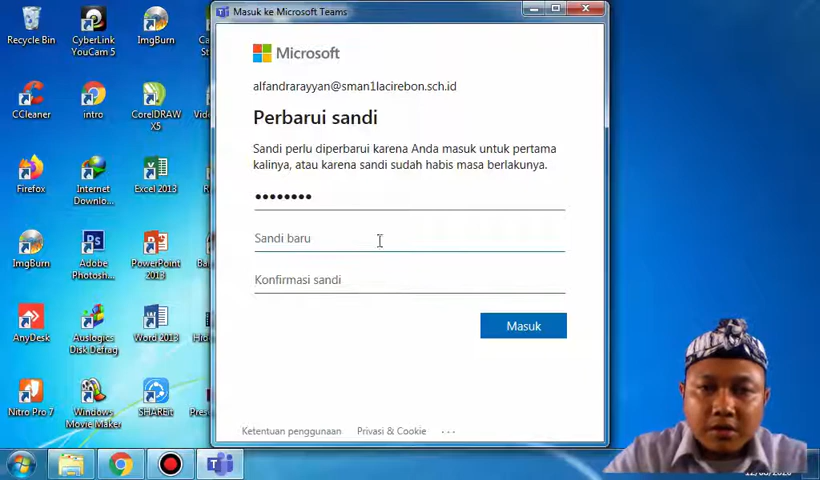 Masuk ke Microsoft Teams
Microsoft
alfandrarayyan@sman1lacirebon.sch.id
Perbarui sandi
Sandi perlu diperbarui karena Anda masuk untuk pertama
kalinya, atau karena sandi sudah habis masa berlakunya.
••••••••
Sandi baru
Konfirmasi sandi
Masuk
Ketentuan penggunaan
Privasi & Cookie
...
Recycle Bin
CyberLink
YouCam 5
ImgBurn
CCleaner
intro
CorelDRAW
X5
Firefox
Internet
Downlo...
Excel 2013
ImgBurn
Adobe
Photosh...
PowerPoint
2013
AnyDesk
Auslogics
Disk Defrag
Word 2013
Nitro Pro 7
Windows
Movie Maker
SHAREit